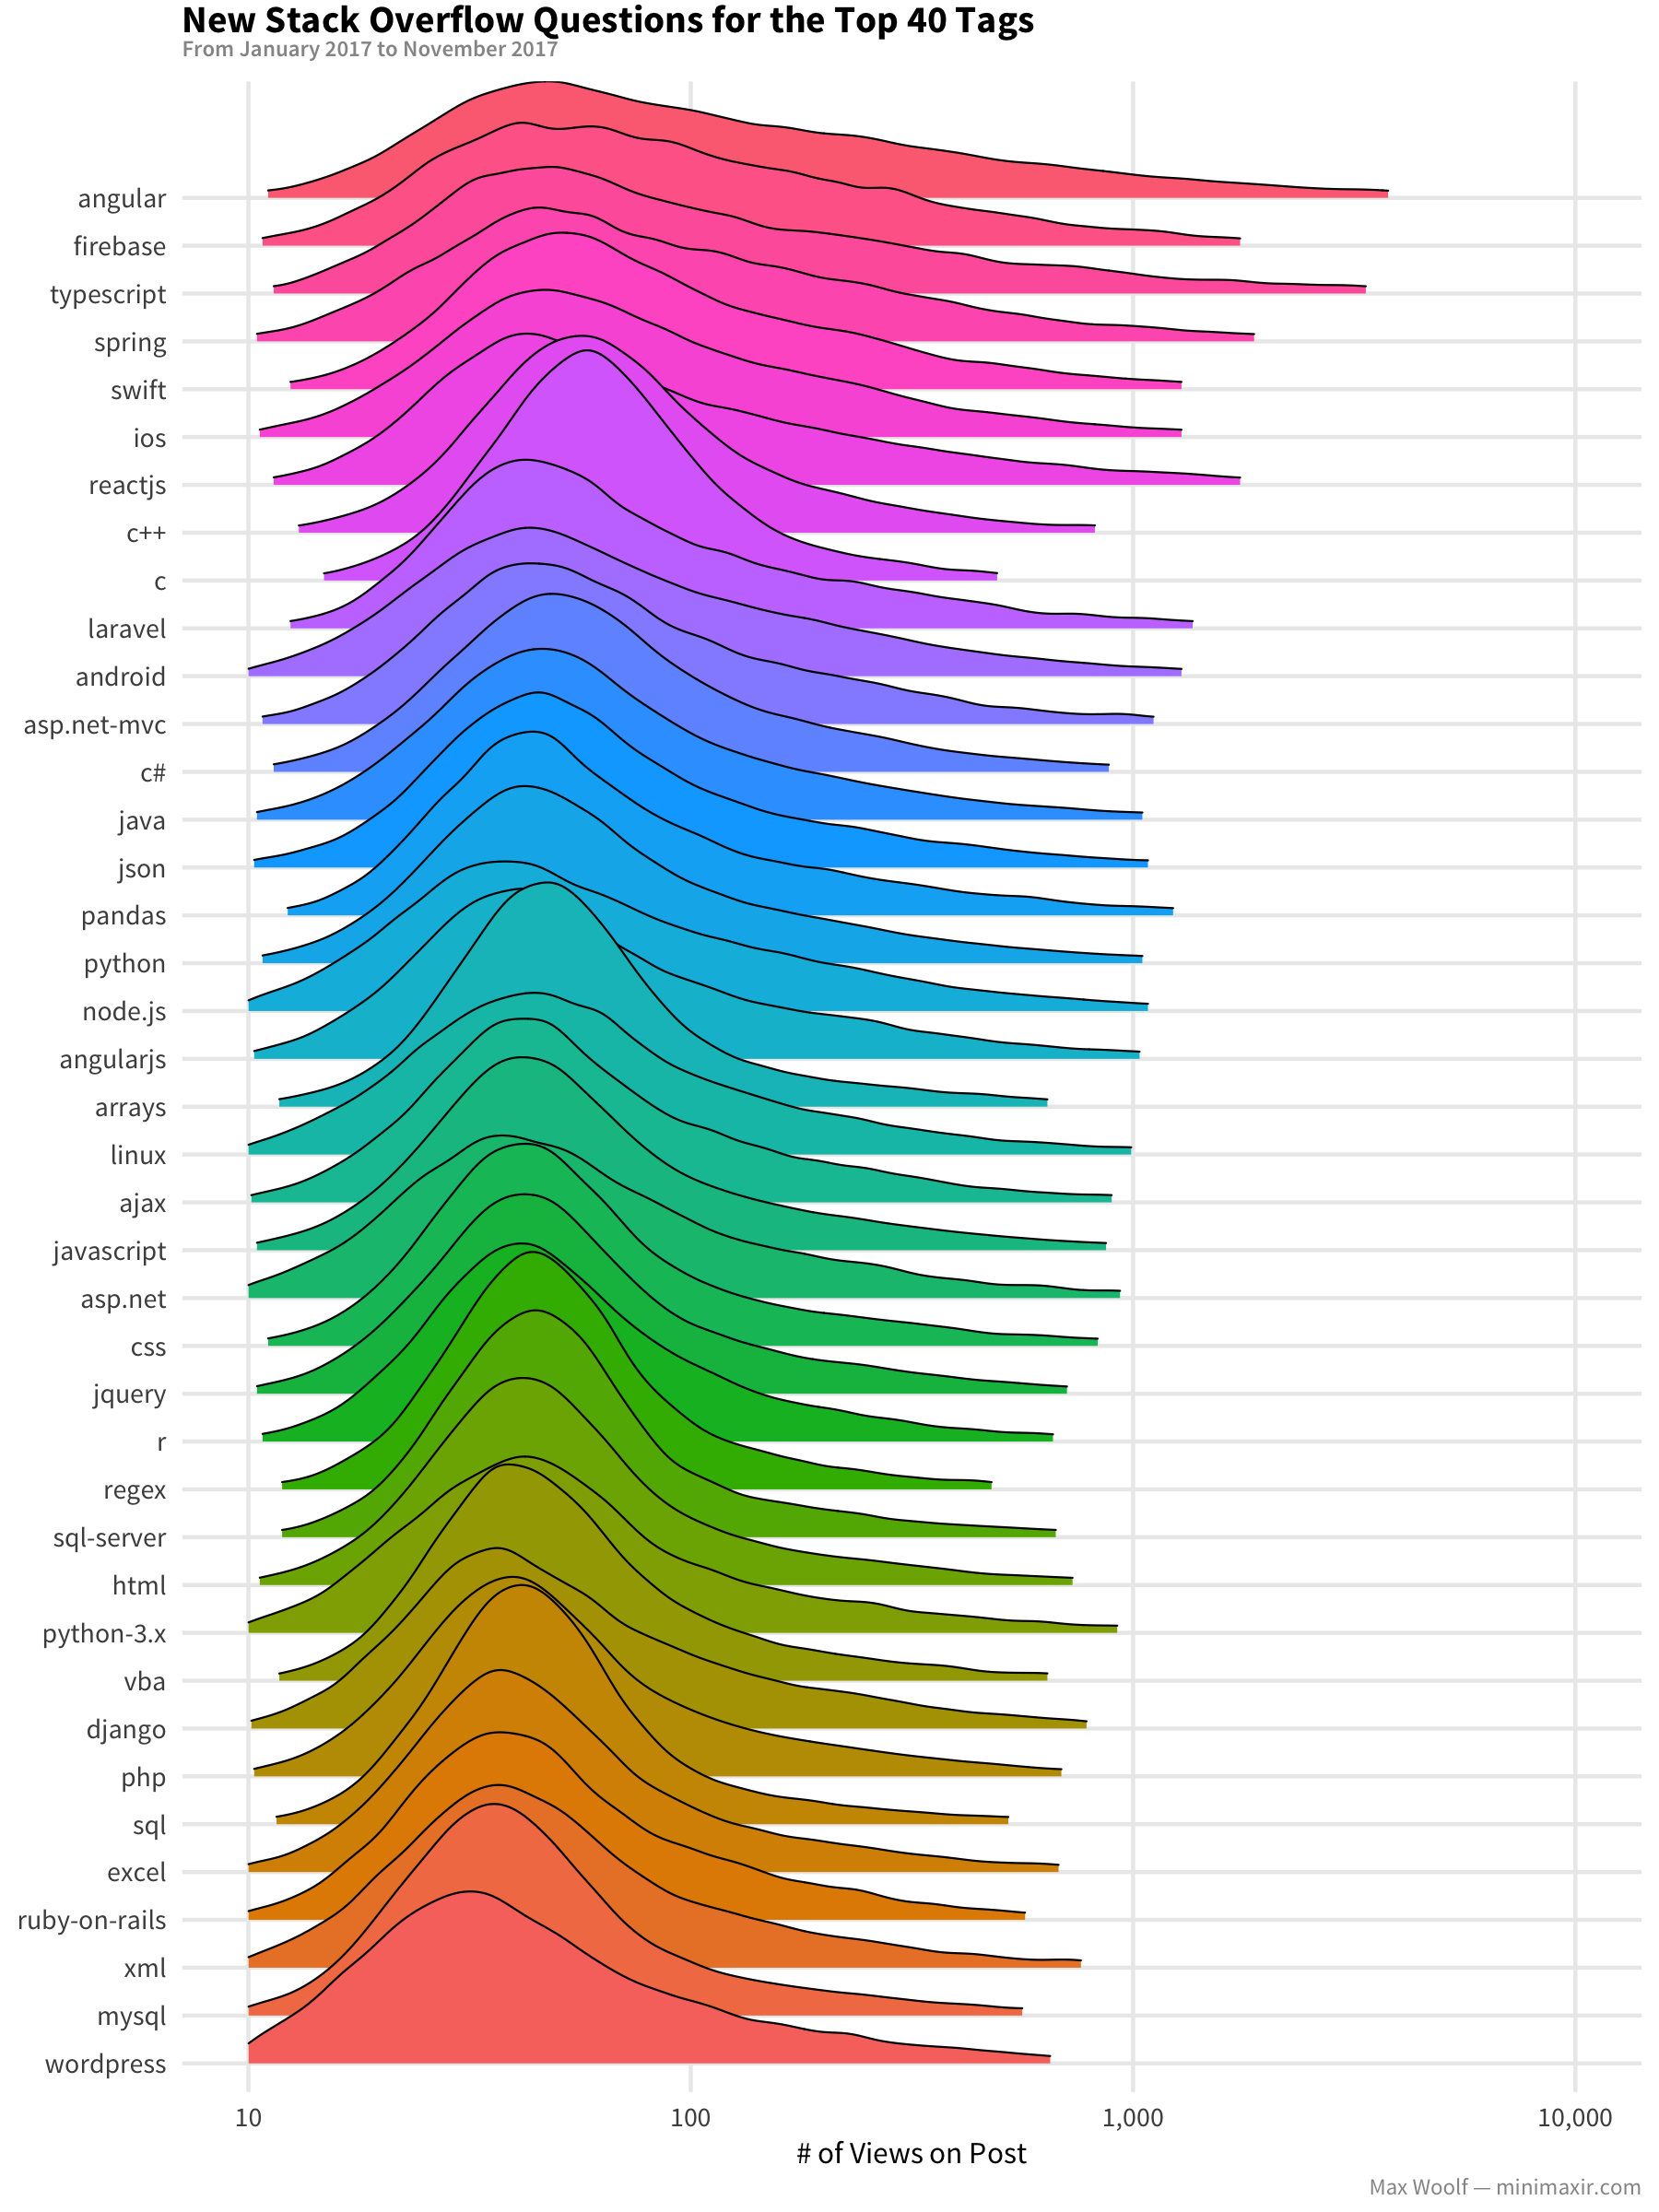 New Stack Overflow Questions for the Top 40 Tags
From January 2017 to November 2017
angular
firebase
typescript
spring
swift
ios
reactjs
c++
c
laravel
android
asp.net-mvc
c#
java
json
pandas
python
node.js
angularjs
arrays
linux
ajax
javascript
asp.net
css
jquery
r
regex
sql-server
html
python-3.x
vba
django
php
sql
excel
ruby-on-rails
xml
mysql
wordpress
10 100 1,000 10,000
# of Views on Post
Max Woolf — minimaxir.com